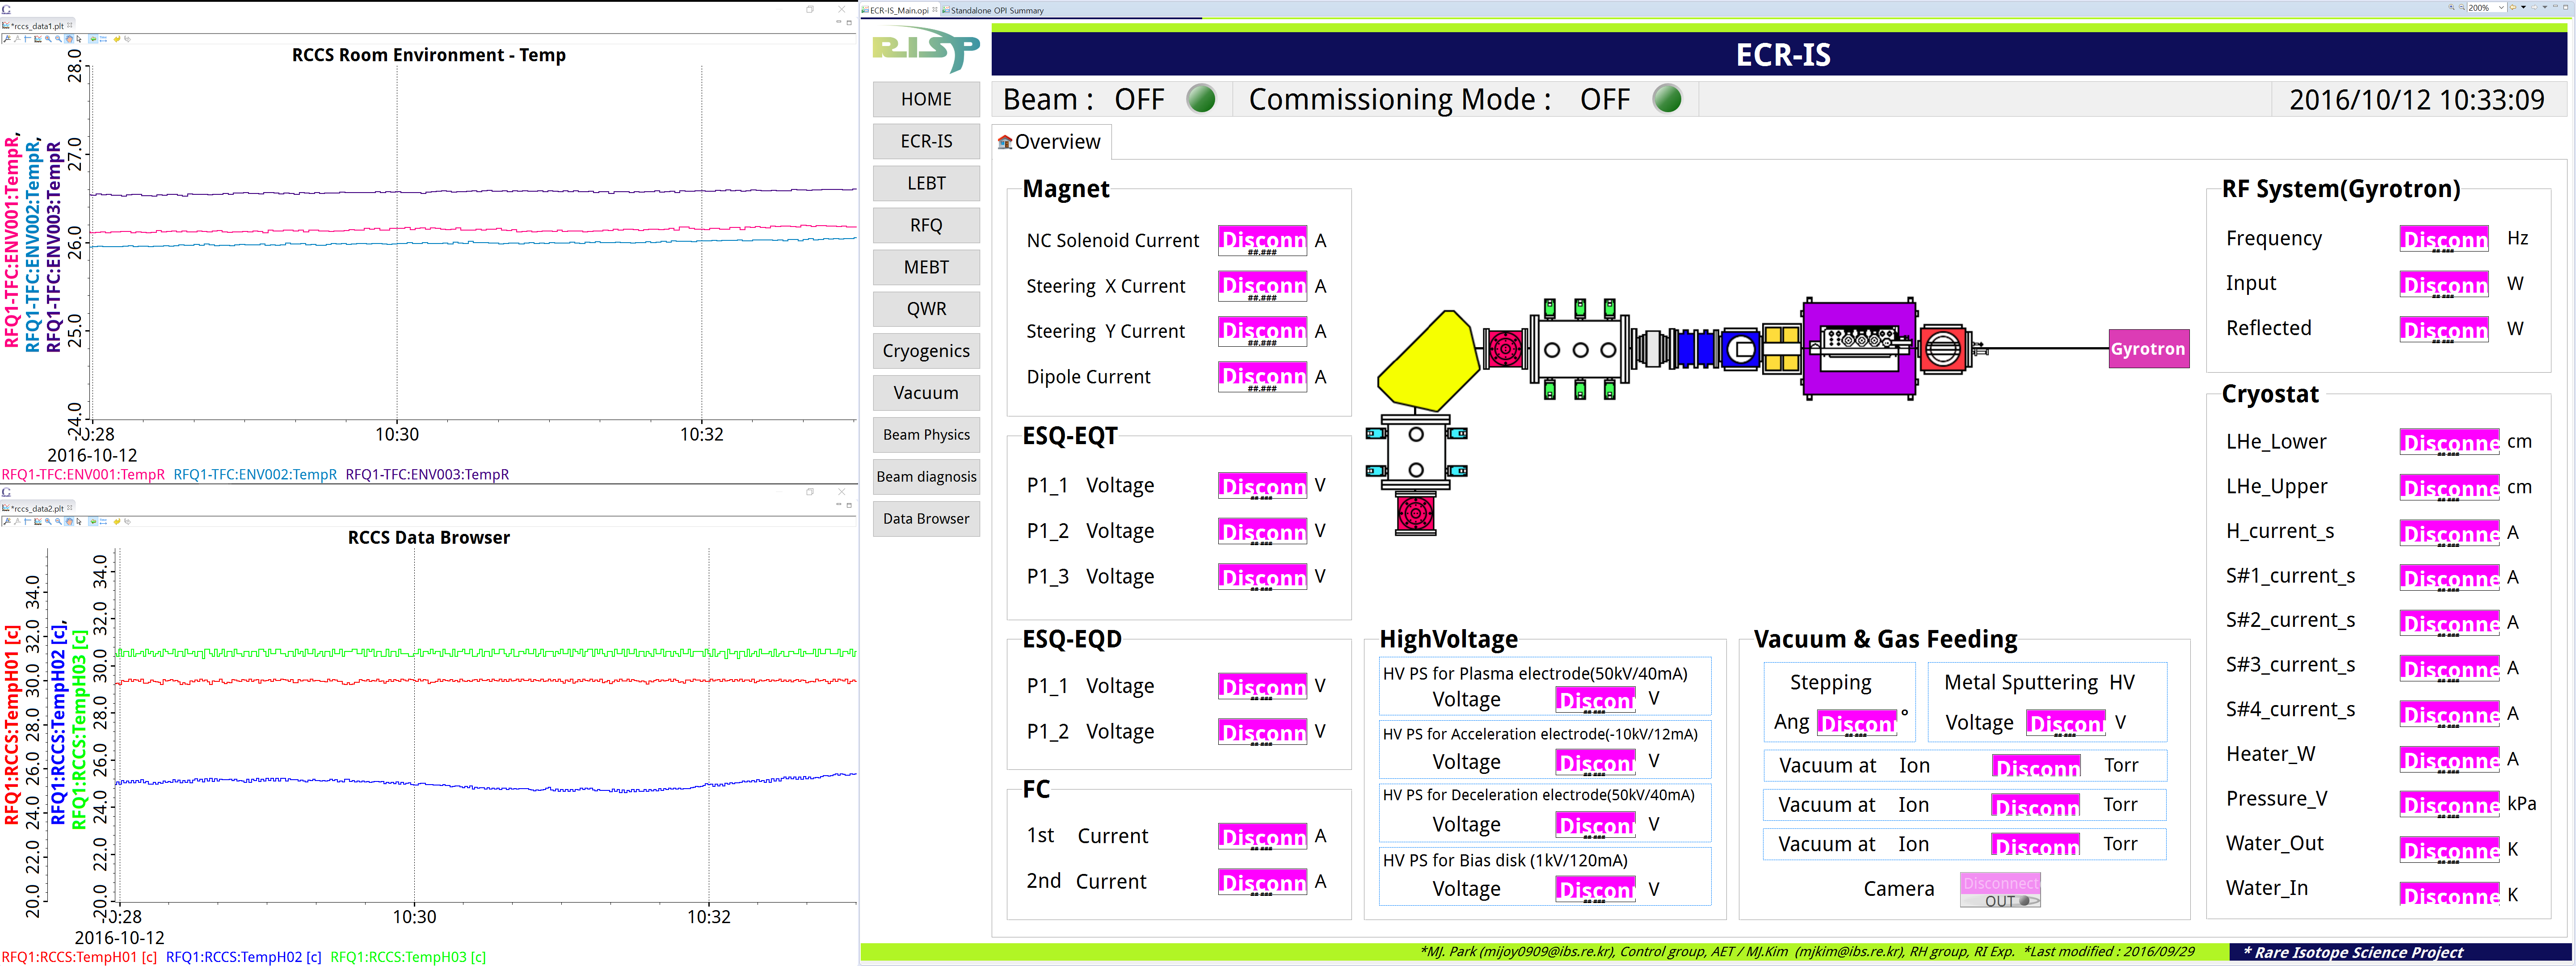 *rccs_data1.plt
RCCS Room Environment - Temp
RFQ1-TFC:ENV001:TempR,
RFQ1-TFC:ENV002:TempR,
RFQ1-TFC:ENV003:TempR
28.0
27.0
26.0
25.0
24.0
10:30
10:32
2016-10-12
RFQ1-TFC:ENV001:TempR RFQ1-TFC:ENV002:TempR RFQ1-TFC:ENV003:TempR
*rccs_data2.plt
RCCS Data Browser
RFQ1:RCCS:TempH01 [c]
34.0
32.0
30.0
28.0
26.0
24.0
22.0
20.0
RFQ1:RCCS:TempH02 [c],
RFQ1:RCCS:TempH03 [c]
34.0
32.0
30.0
28.0
26.0
24.0
22.0
20.0
10:30
10:32
2016-10-12
RFQ1:RCCS:TempH01 [c] RFQ1:RCCS:TempH02 [c] RFQ1:RCCS:TempH03 [c]
ECR-IS_Main.opi Standalone OPI Summary
200%
RISP
ECR-IS
HOME
ECR-IS
LEBT
RFQ
MEBT
QWR
Cryogenics
Vacuum
Beam Physics
Beam diagnosis
Data Browser
Beam : OFF Commissioning Mode : OFF 2016/10/12 10:33:09
Overview
Magnet
NC Solenoid Current Disconn A
##.###
Steering X Current Disconn A
##.###
Steering Y Current Disconn A
##.###
Dipole Current Disconn A
##.###
ESQ-EQT
P1_1 Voltage Disconn V
P1_2 Voltage Disconn V
P1_3 Voltage Disconn V
ESQ-EQD
P1_1 Voltage Disconn V
P1_2 Voltage Disconn V
FC
1st Current Disconn A
2nd Current Disconn A
Gyrotron
HighVoltage
HV PS for Plasma electrode(50kV/40mA)
Voltage Disconn V
HV PS for Acceleration electrode(-10kV/12mA)
Voltage Disconn V
HV PS for Deceleration electrode(50kV/40mA)
Voltage Disconn V
HV PS for Bias disk (1kV/120mA)
Voltage Disconn V
Vacuum & Gas Feeding
Stepping
Ang Disconn °
Metal Sputtering HV
Voltage Disconn V
Vacuum at Ion Disconn Torr
Vacuum at Ion Disconn Torr
Vacuum at Ion Disconn Torr
Camera Disconnect
OUT
RF System(Gyrotron)
Frequency Disconn Hz
Input Disconn W
Reflected Disconn W
Cryostat
LHe_Lower Disconne cm
LHe_Upper Disconne cm
H_current_s Disconne A
S#1_current_s Disconne A
S#2_current_s Disconne A
S#3_current_s Disconne A
S#4_current_s Disconne A
Heater_W Disconne A
Pressure_V Disconne kPa
Water_Out Disconne K
Water_In Disconne K
*MJ. Park (mijoy0909@ibs.re.kr), Control group, AET / MJ.Kim (mjkim@ibs.re.kr), RH group, RI Exp. *Last modified : 2016/09/29
* Rare Isotope Science Project